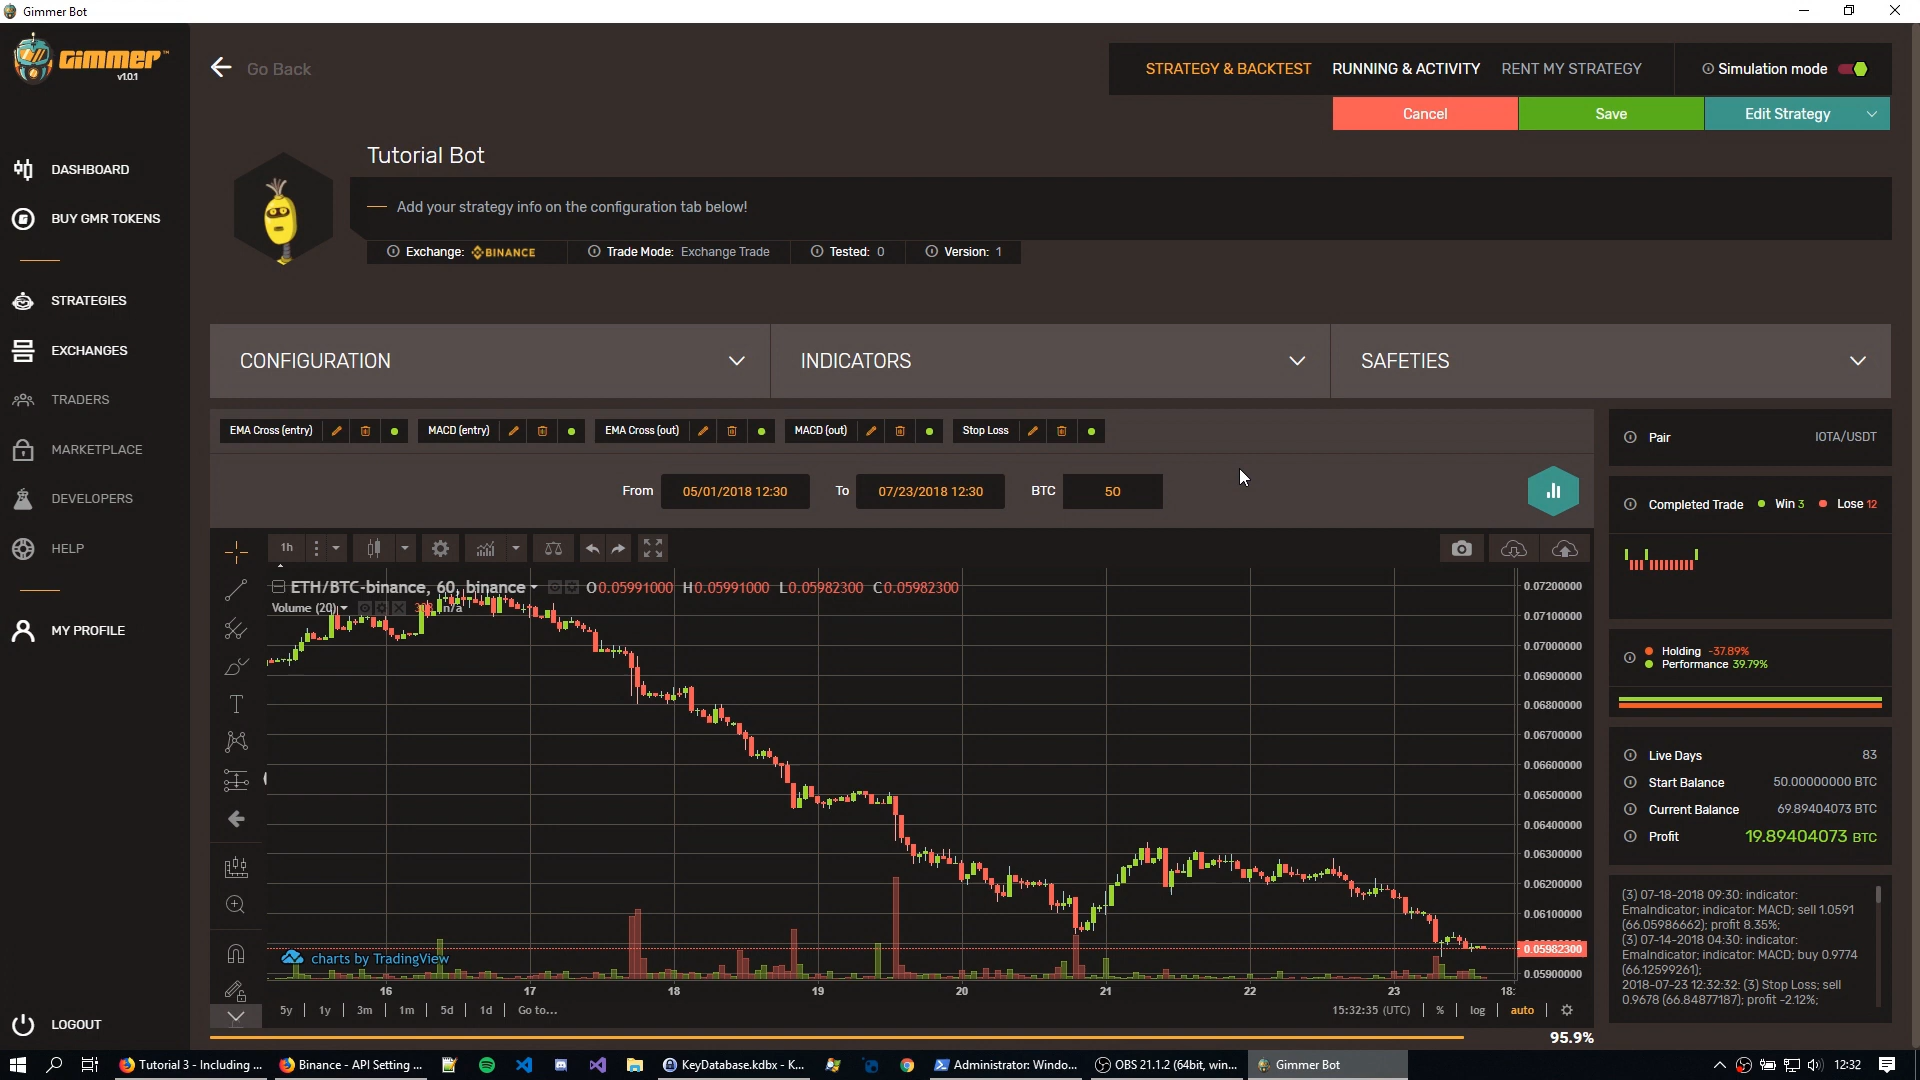 Gimmer Bot
GIMMER™
v1.0.1
Go Back
STRATEGY & BACKTEST
RUNNING & ACTIVITY
RENT MY STRATEGY
Simulation mode
Cancel
Save
Edit Strategy
DASHBOARD
BUY GMR TOKENS
STRATEGIES
EXCHANGES
TRADERS
MARKETPLACE
DEVELOPERS
HELP
MY PROFILE
LOGOUT
Tutorial Bot
Add your strategy info on the configuration tab below!
Exchange: BINANCE
Trade Mode: Exchange Trade
Tested: 0
Version: 1
CONFIGURATION
INDICATORS
SAFETIES
EMA Cross (entry)
MACD (entry)
EMA Cross (out)
MACD (out)
Stop Loss
From 05/01/2018 12:30 To 07/23/2018 12:30 BTC 50
1h
ETH/BTC-binance, 60, binance O0.05991000 H0.05991000 L0.05982300 C0.05982300
Volume (20) n/a
0.07200000
0.07100000
0.07000000
0.06900000
0.06800000
0.06700000
0.06600000
0.06500000
0.06400000
0.06300000
0.06200000
0.06100000
0.05982300
0.05900000
charts by TradingView
16 17 18 19 20 21 22 23 18:
5y 1y 3m 1m 5d 1d Go to...
15:32:35 (UTC) % log auto
95.9%
Pair IOTA/USDT
Completed Trade Win 3 Lose 12
Holding -37.89%
Performance 39.79%
Live Days 83
Start Balance 50.00000000 BTC
Current Balance 69.89404073 BTC
Profit 19.89404073 BTC
(3) 07-18-2018 09:30: indicator:
EmaIndicator; indicator: MACD; sell 1.0591
(66.05986662); profit 8.35%;
(3) 07-14-2018 04:30: indicator:
EmaIndicator; indicator: MACD; buy 0.9774
(66.12599261);
2018-07-23 12:32:32: (3) Stop Loss; sell
0.9678 (66.84877187); profit -2.12%;
Tutorial 3 - Including ...
Binance - API Setting ...
KeyDatabase.kdbx - K...
Administrator: Windo...
OBS 21.1.2 (64bit, win...
Gimmer Bot
12:32